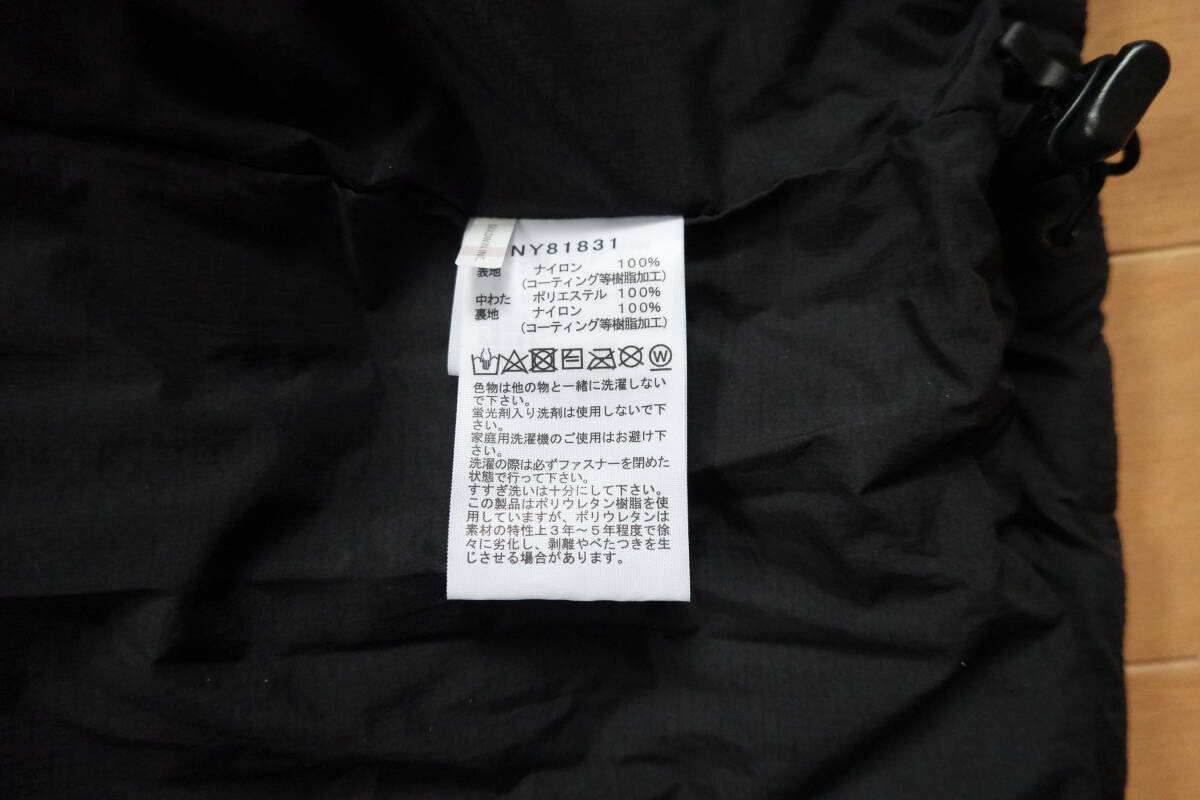 GOLDWIN INC
NY81831
表地 ナイロン 100%
(コーティング等樹脂加工)
中わた ポリエステル 100%
裏地 ナイロン 100%
(コーティング等樹脂加工)
W
色物は他の物と一緒に洗濯しない
で下さい。
蛍光剤入り洗剤は使用しないで下
さい。
家庭用洗濯機のご使用はお避け下
さい。
洗濯の際は必ずファスナーを閉めた
状態で行って下さい。
すすぎ洗いは十分にして下さい。
この製品はポリウレタン樹脂を使
用していますが、ポリウレタンは
素材の特性上3年~5年程度で徐
々に劣化し、剥離やべたつきを生
じさせる場合があります。